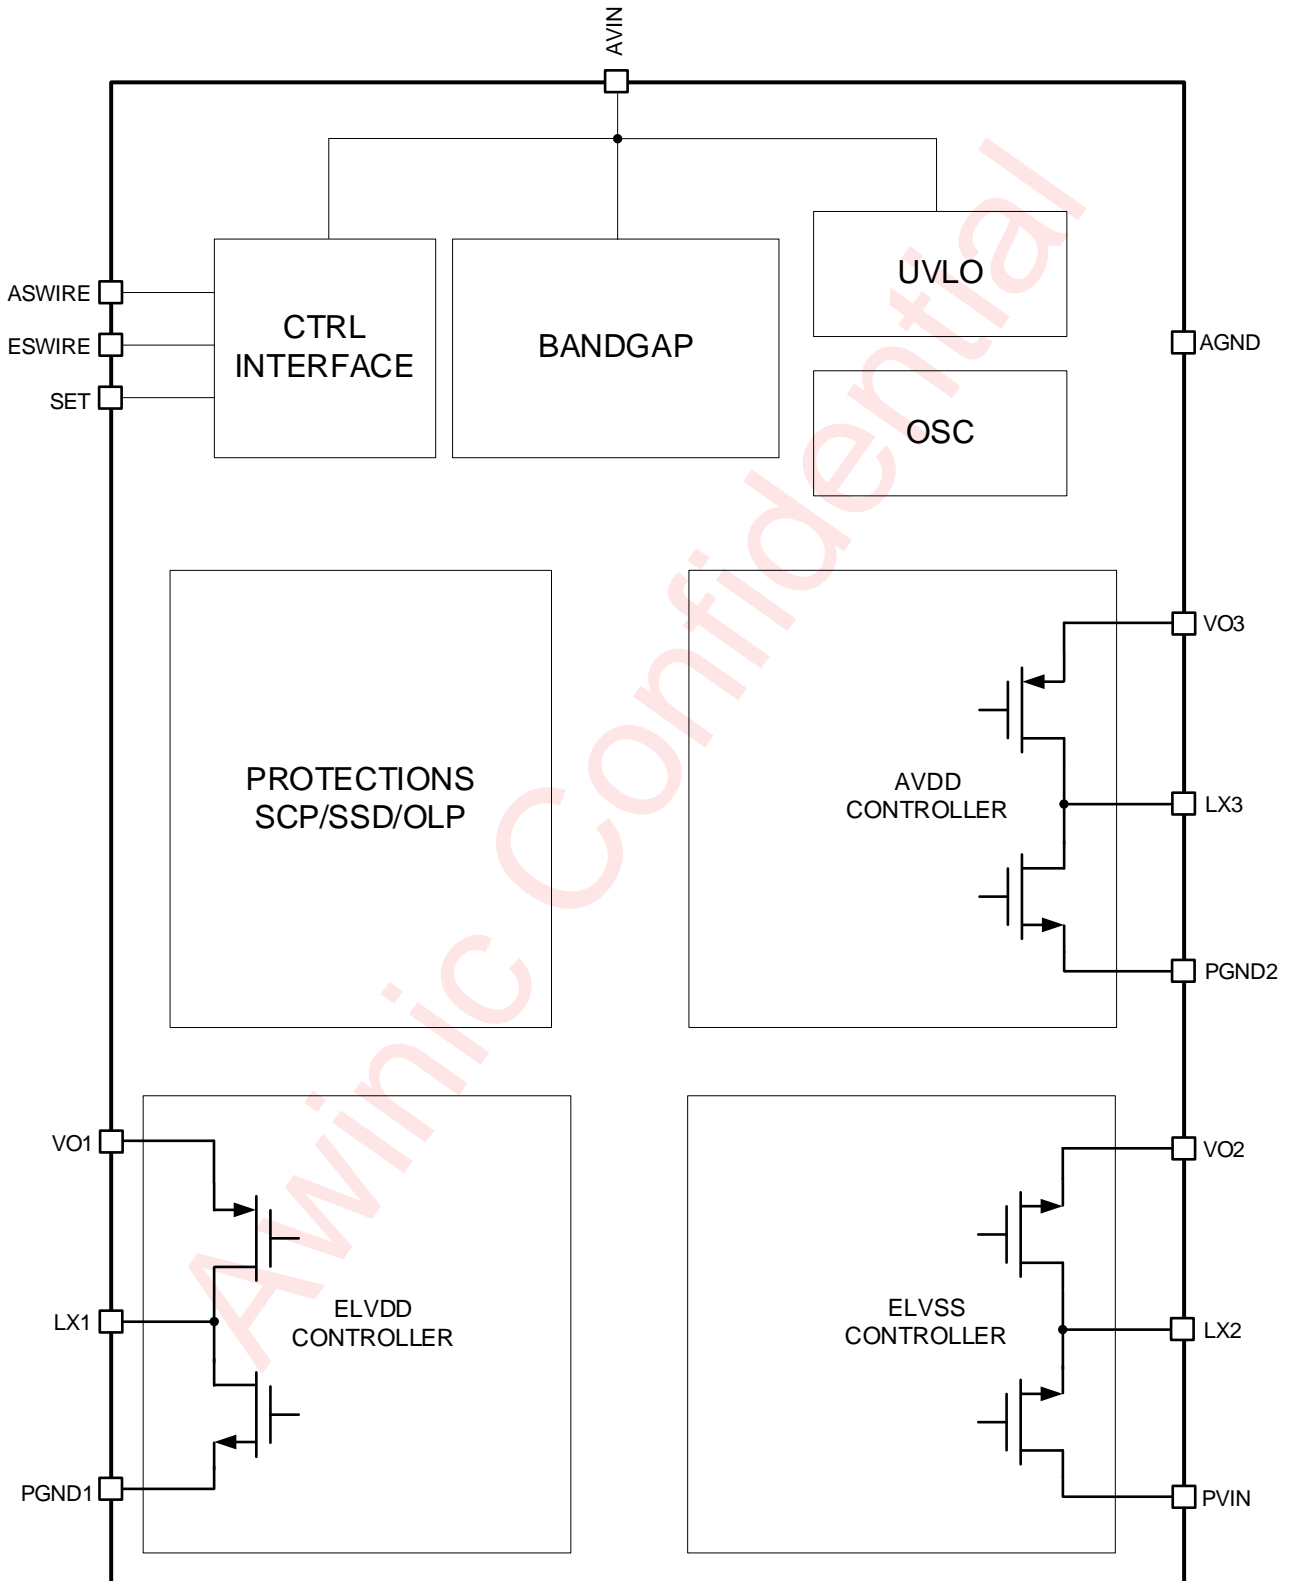 AVIN
ASWIRE
ESWIRE
SET
CTRL
INTERFACE
BANDGAP
UVLO
OSC
AGND
PROTECTIONS
SCP/SSD/OLP
AVDD
CONTROLLER
VO3
LX3
PGND2
VO1
LX1
PGND1
ELVDD
CONTROLLER
ELVSS
CONTROLLER
VO2
LX2
PVIN
Awinic Confidential